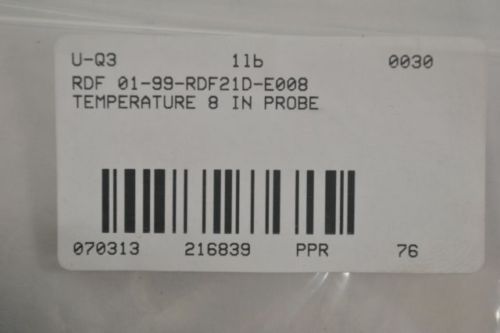 U-Q3 1lb 0030
RDF 01-99-RDF21D-E008
TEMPERATURE 8 IN PROBE
070313 216839 PPR 76